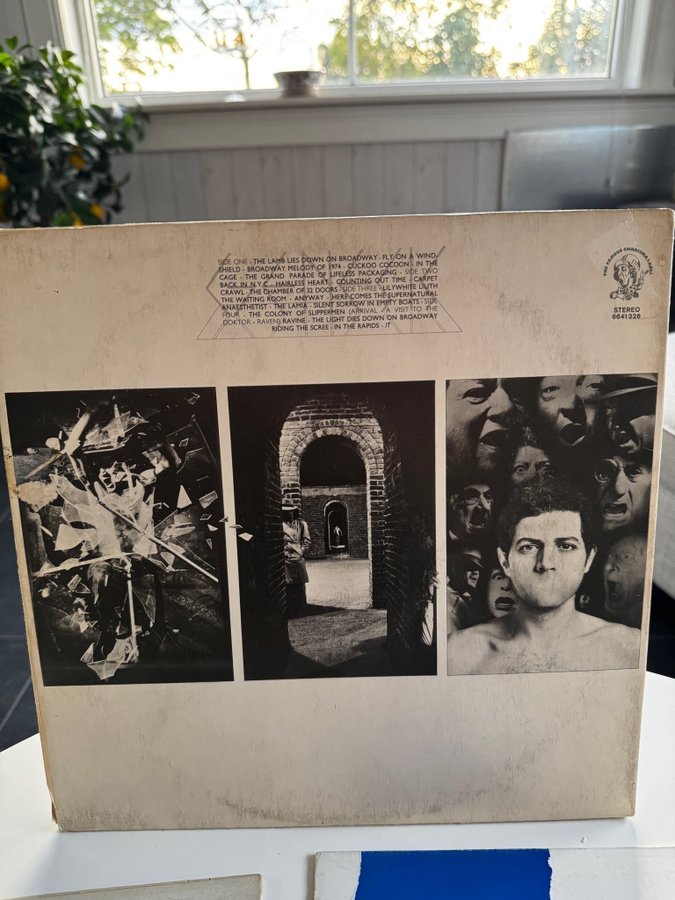 SIDE ONE · THE LAMB LIES DOWN ON BROADWAY · FLY ON A WIND-
SHIELD · BROADWAY MELODY OF 1974 · CUCKOO COCOON · IN THE
CAGE · THE GRAND PARADE OF LIFELESS PACKAGING · SIDE TWO
BACK IN N.Y.C. · HAIRLESS HEART · COUNTING OUT TIME · CARPET
CRAWL · THE CHAMBER OF 32 DOORS · SIDE THREE · LILYWHITE LILITH
THE WAITING ROOM · ANYWAY · HERE COMES THE SUPERNATURAL
ANAESTHETIST · THE LAMIA · SILENT SORROW IN EMPTY BOATS · SIDE
FOUR · THE COLONY OF SLIPPERMEN (ARRIVAL · A VISIT TO THE
DOKTOR · RAVEN) RAVINE · THE LIGHT DIES DOWN ON BROADWAY
RIDING THE SCREE · IN THE RAPIDS · IT
THE FAMOUS CHARISMA LABEL
STEREO
6641226